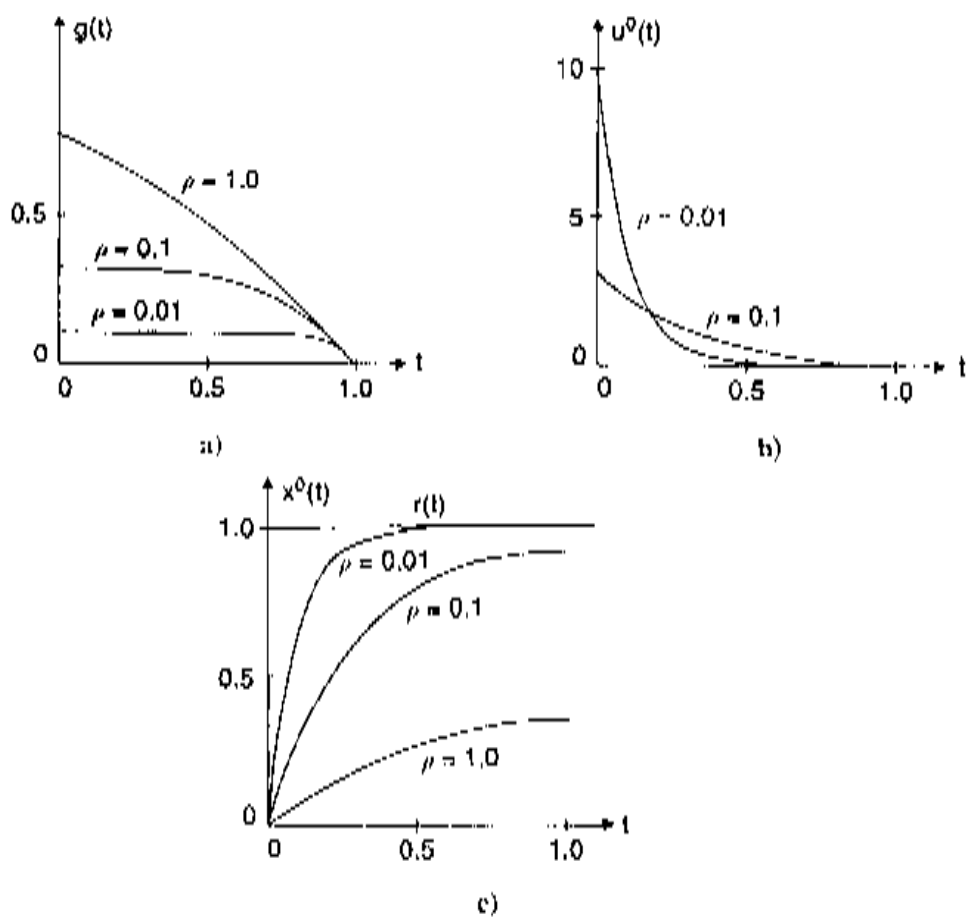 g(t)
ρ = 1.0
0.5
ρ = 0.1
ρ = 0.01
0
t
0
0.5
1.0
a)
u⁰(t)
10
5
ρ = 0.01
ρ = 0.1
0
t
0
0.5
1.0
b)
x⁰(t)
r(t)
1.0
ρ = 0.01
ρ = 0.1
0.5
ρ = 1.0
0
t
0
0.5
1.0
c)